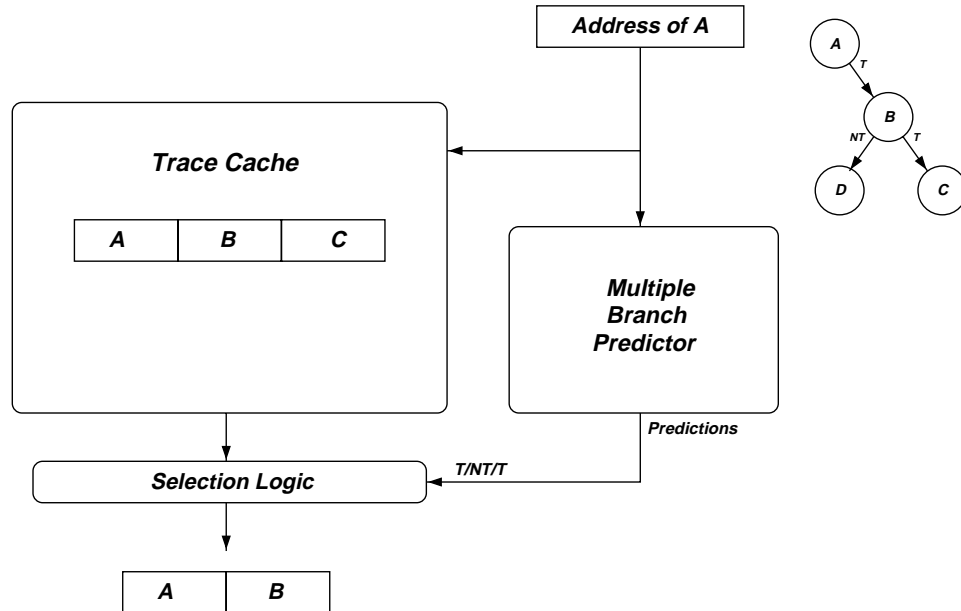 Address of A
A
T
B
NT
T
D
C
Trace Cache
A B C
Multiple
Branch
Predictor
Predictions
T/NT/T
Selection Logic
A B